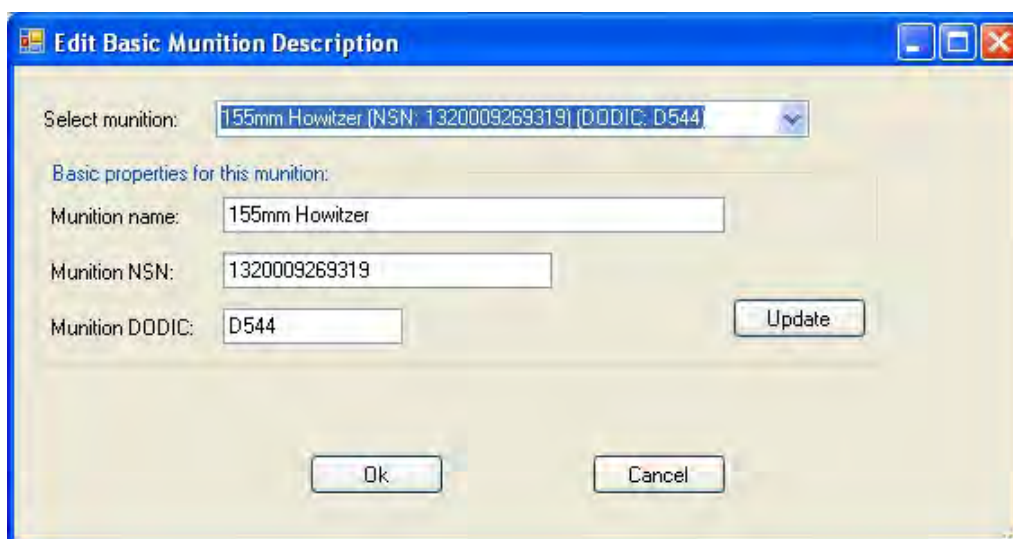 Edit Basic Munition Description
Select munition: 155mm Howitzer (NSN: 1320009269319) (DODIC: D544)
Basic properties for this munition:
Munition name: 155mm Howitzer
Munition NSN: 1320009269319
Munition DODIC: D544
Update
Ok Cancel